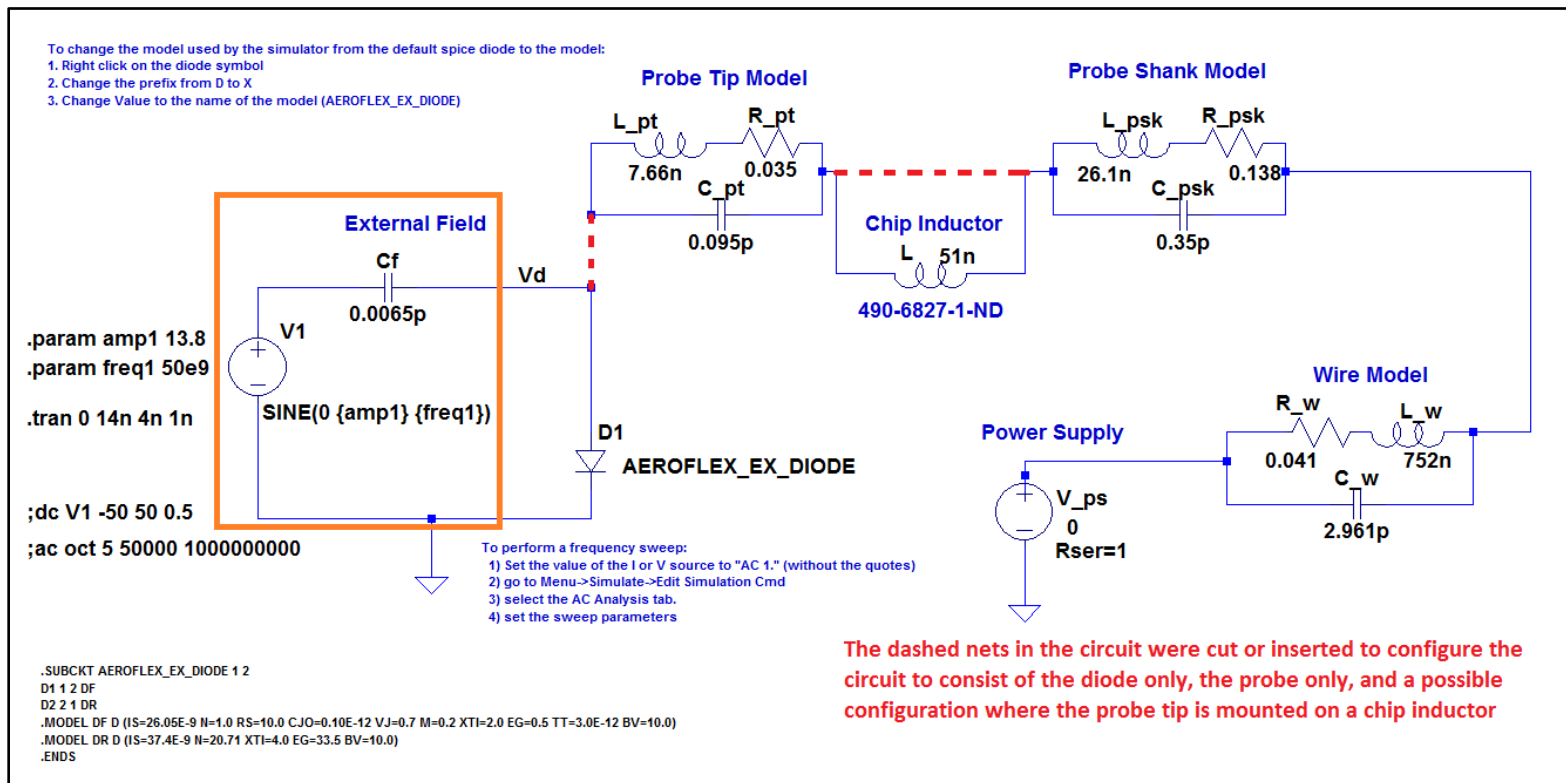 To change the model used by the simulator from the default spice diode to the model:
1. Right click on the diode symbol
2. Change the prefix from D to X
3. Change Value to the name of the model (AEROFLEX_EX_DIODE)
Probe Tip Model
L_pt
R_pt
7.66n
0.035
C_pt
0.095p
Probe Shank Model
L_psk
R_psk
26.1n
0.138
C_psk
0.35p
Chip Inductor
L
51n
490-6827-1-ND
External Field
Cf
0.0065p
Vd
V1
SINE(0 {amp1} {freq1})
.param amp1 13.8
.param freq1 50e9
.tran 0 14n 4n 1n
;dc V1 -50 50 0.5
;ac oct 5 50000 1000000000
D1
AEROFLEX_EX_DIODE
Wire Model
R_w
L_w
0.041
752n
C_w
2.961p
Power Supply
V_ps
0
Rser=1
To perform a frequency sweep:
1) Set the value of the I or V source to "AC 1." (without the quotes)
2) go to Menu->Simulate->Edit Simulation Cmd
3) select the AC Analysis tab.
4) set the sweep parameters
The dashed nets in the circuit were cut or inserted to configure the
circuit to consist of the diode only, the probe only, and a possible
configuration where the probe tip is mounted on a chip inductor
.SUBCKT AEROFLEX_EX_DIODE 1 2
D1 1 2 DF
D2 2 1 DR
.MODEL DF D (IS=26.05E-9 N=1.0 RS=10.0 CJO=0.10E-12 VJ=0.7 M=0.2 XTI=2.0 EG=0.5 TT=3.0E-12 BV=10.0)
.MODEL DR D (IS=37.4E-9 N=20.71 XTI=4.0 EG=33.5 BV=10.0)
.ENDS